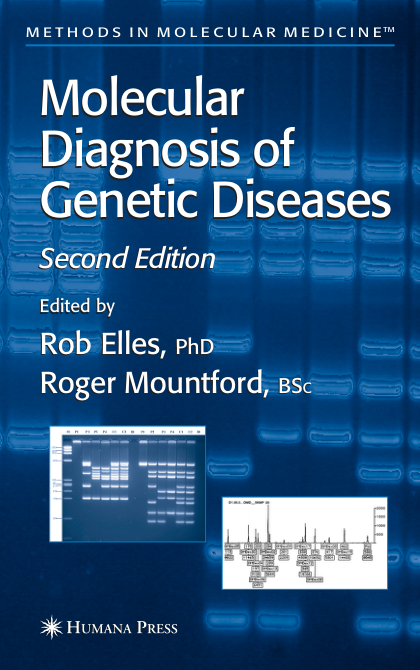 METHODS IN MOLECULAR MEDICINE™
Molecular
Diagnosis of
Genetic Diseases
Second Edition
Edited by
Rob Elles, PhD
Roger Mountford, BSc
HUMANA PRESS